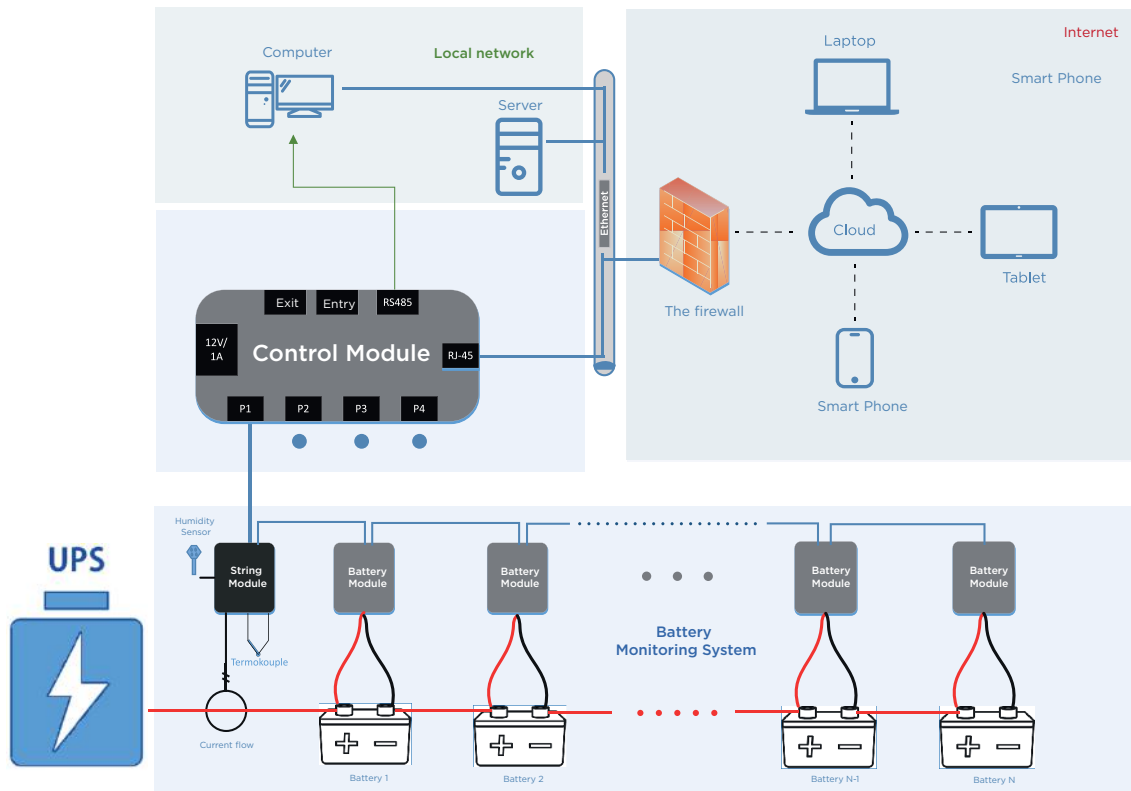 Computer
Local network
Server
Ethernet
Internet
Laptop
Smart Phone
Cloud
Tablet
The firewall
Smart Phone
Exit
Entry
RS485
12V/
1A
Control Module
RJ-45
P1
P2
P3
P4
UPS
Humidity
Sensor
String
Module
Battery
Module
Battery
Module
Battery
Module
Battery
Module
Termokouple
Battery
Monitoring System
Current flow
Battery 1
Battery 2
Battery N-1
Battery N